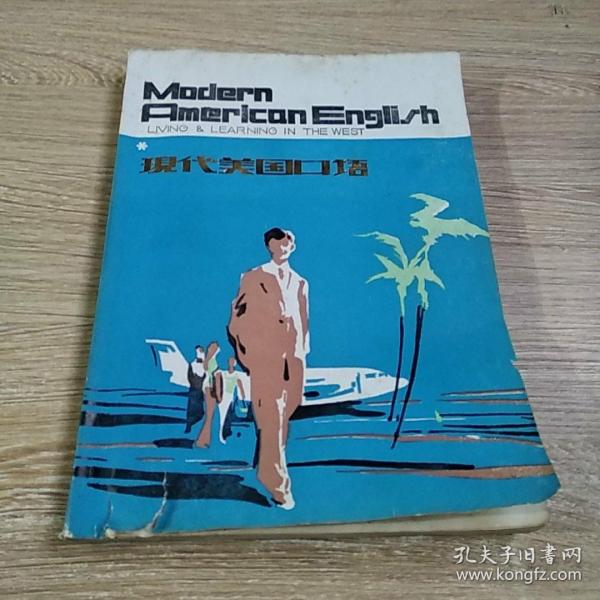 Modern
American English
LIVING & LEARNING IN THE WEST
*现代美国口语
孔夫子旧书网
www.kongfz.com